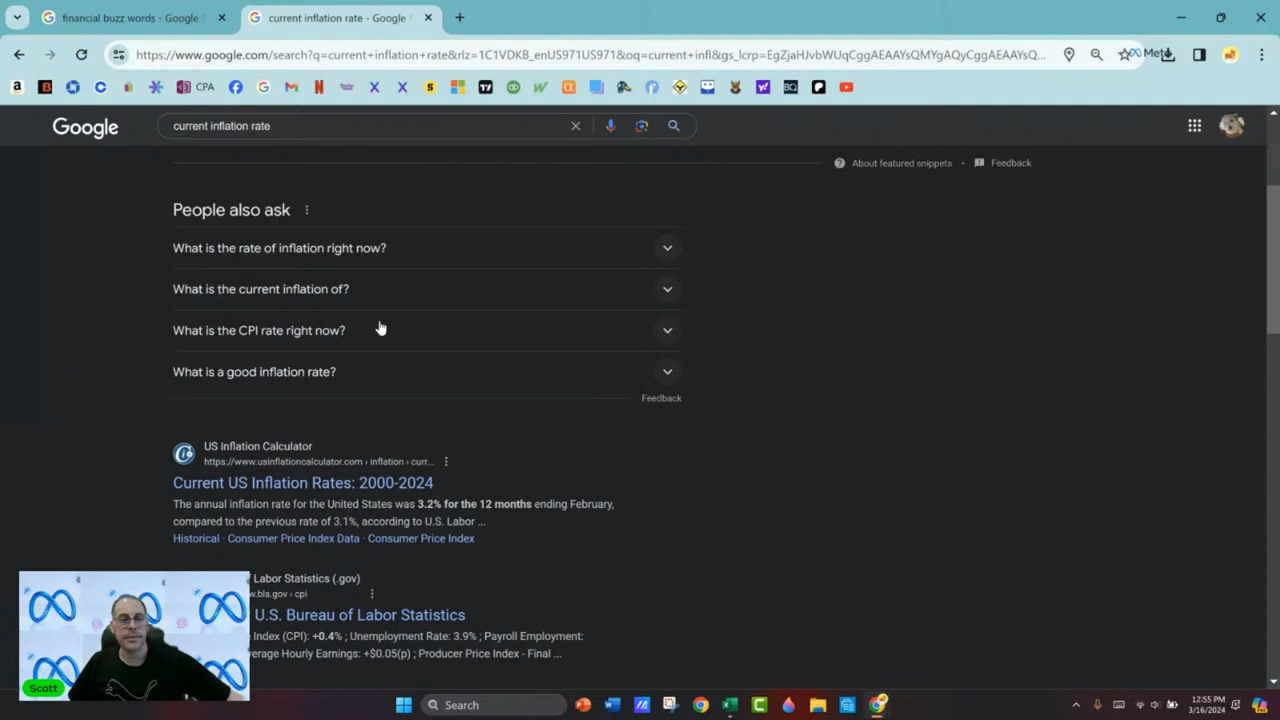 financial buzz words - Google S
current inflation rate - Google S
https://www.google.com/search?q=current+inflation+rate&rlz=1C1VDKB_enUS971US971&oq=current+infl&gs_lcrp=EgZjaHJvbWUqCggAEAAYsQMYgAQyCggAEAAYsQMYgAQyCggBEAAYsQ...
Met
CPA
Google
current inflation rate
About featured snippets · Feedback
People also ask
What is the rate of inflation right now?
What is the current inflation of?
What is the CPI rate right now?
What is a good inflation rate?
Feedback
US Inflation Calculator
https://www.usinflationcalculator.com › inflation › curr...
Current US Inflation Rates: 2000-2024
The annual inflation rate for the United States was 3.2% for the 12 months ending February,
compared to the previous rate of 3.1%, according to U.S. Labor ...
Historical · Consumer Price Index Data · Consumer Price Index
Labor Statistics (.gov)
w.bls.gov › cpi
U.S. Bureau of Labor Statistics
Index (CPI): +0.4% ; Unemployment Rate: 3.9% ; Payroll Employment:
verage Hourly Earnings: +$0.05(p) ; Producer Price Index - Final ...
Scott
Search
12:55 PM
3/16/2024